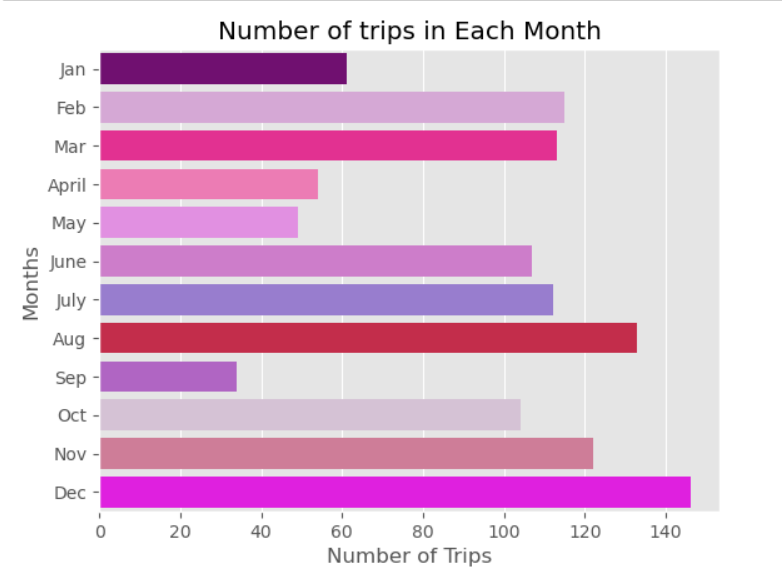 Number of trips in Each Month
Jan
Feb
Mar
April
May
June
July
Aug
Sep
Oct
Nov
Dec
Months
0 20 40 60 80 100 120 140
Number of Trips